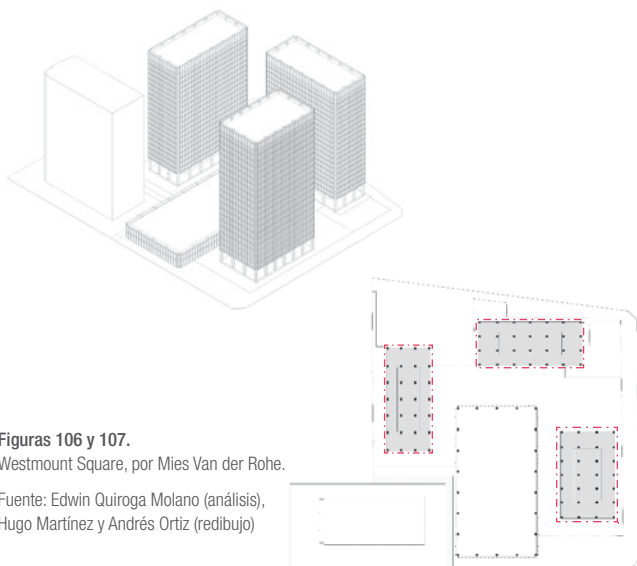 Figuras 106 y 107.
Westmount Square, por Mies Van der Rohe.
Fuente: Edwin Quiroga Molano (análisis),
Hugo Martínez y Andrés Ortiz (redibujo)